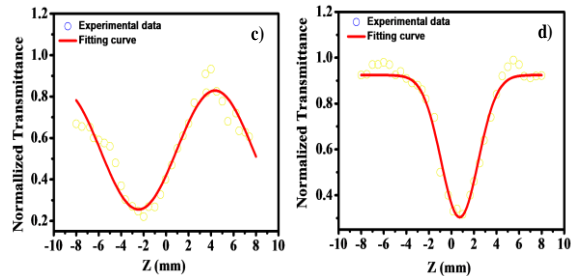 Experimental data
Fitting curve
c)
Normallized Transmittance
1.2
1.0
0.8
0.6
0.4
0.2
-10 -8 -6 -4 -2 0 2 4 6 8 10
Z (mm)
Experimental data
Fitting curve
d)
Normalized Transmittance
1.2
1.0
0.8
0.6
0.4
-10 -8 -6 -4 -2 0 2 4 6 8 10
Z (mm)